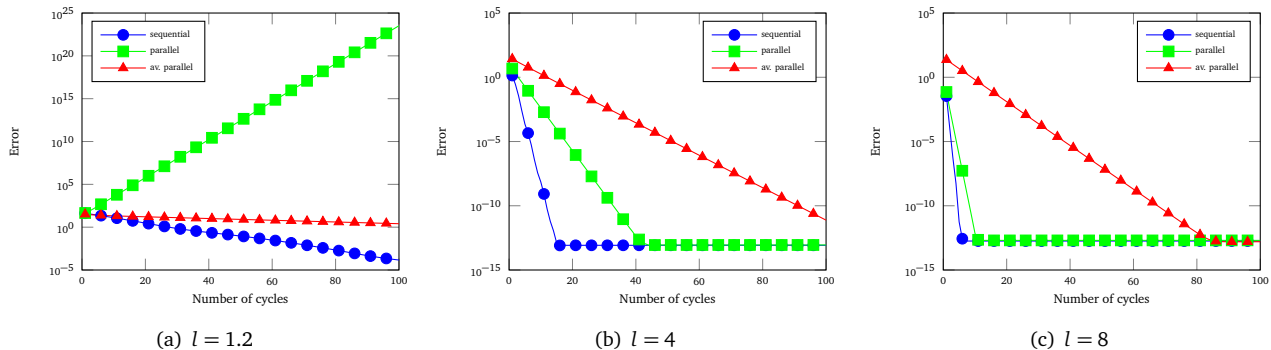 10^25
10^20
10^15
10^10
10^5
10^0
10^−5
Error
0 20 40 60 80 100
Number of cycles
sequential
parallel
av. parallel
(a) l = 1.2
10^5
10^0
10^−5
10^−10
10^−15
Error
0 20 40 60 80 100
Number of cycles
sequential
parallel
av. parallel
(b) l = 4
10^5
10^0
10^−5
10^−10
10^−15
Error
0 20 40 60 80 100
Number of cycles
sequential
parallel
av. parallel
(c) l = 8